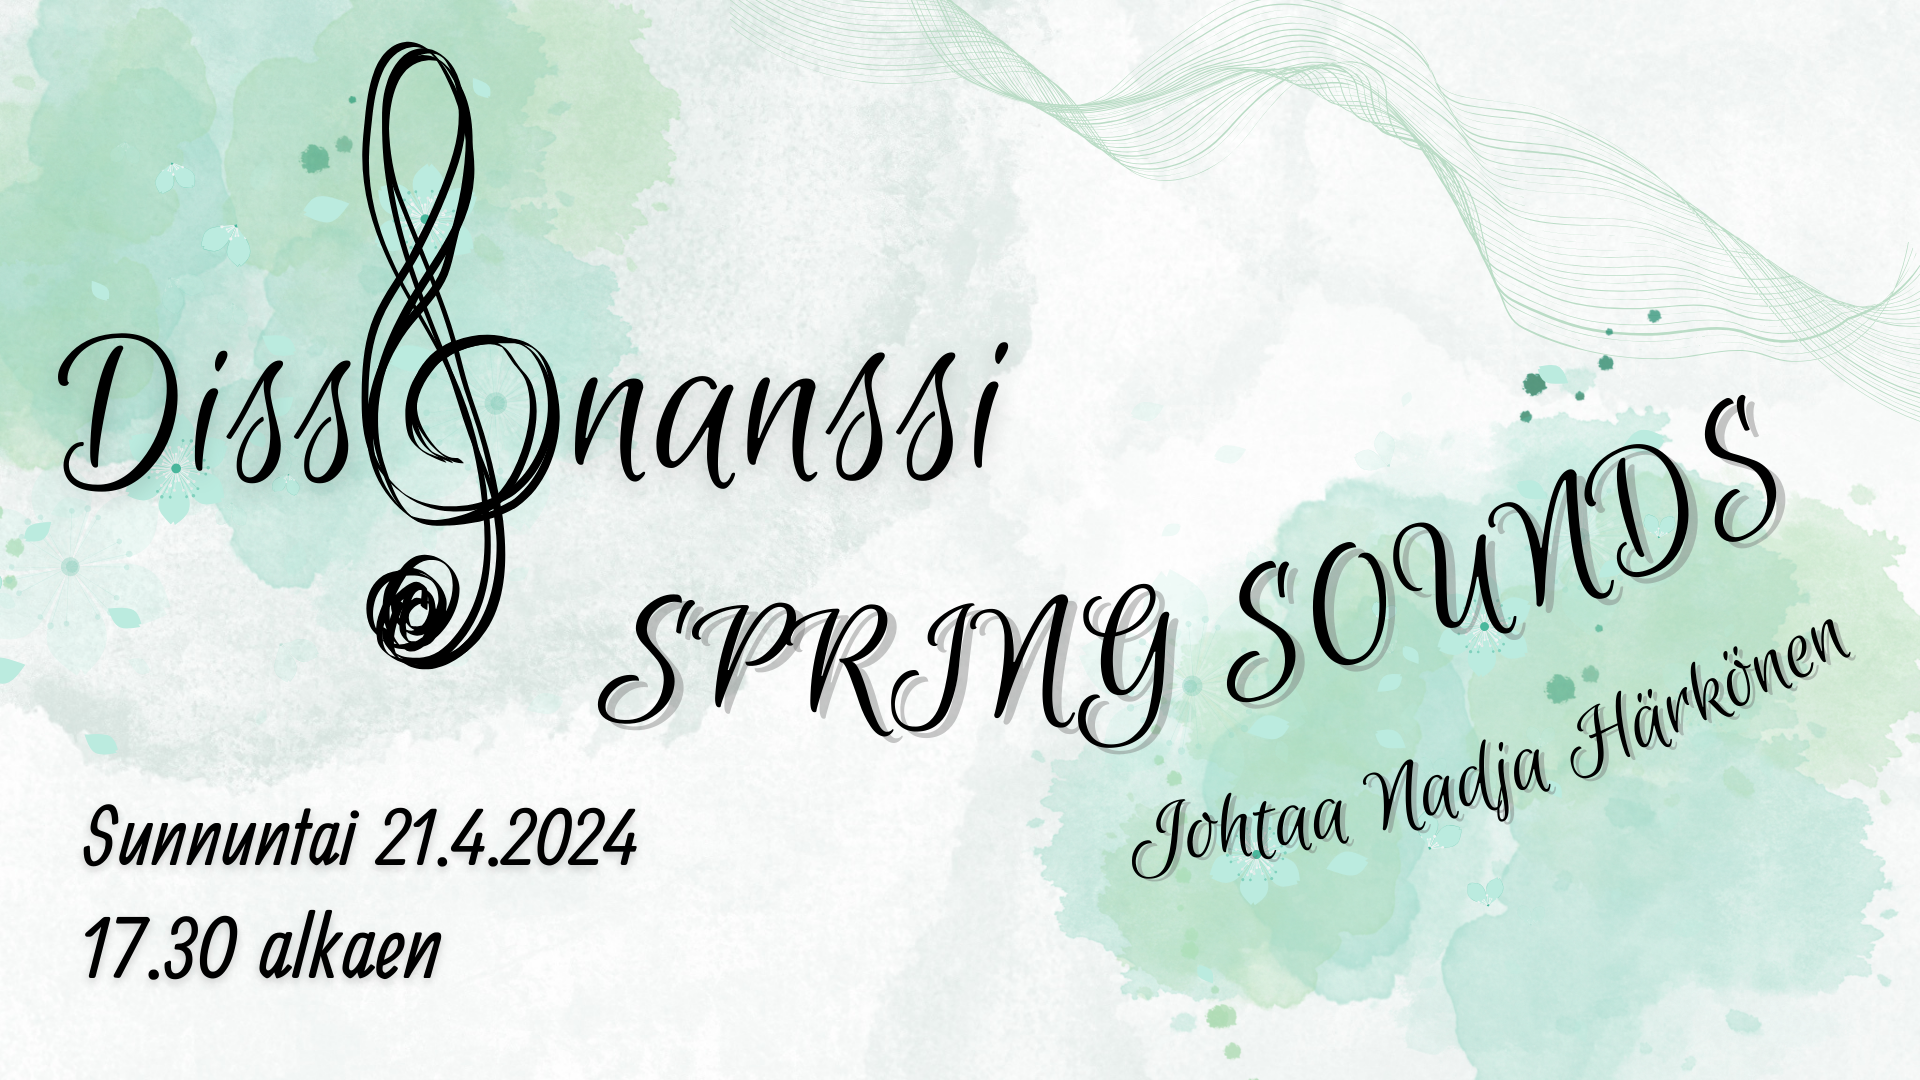 Dissonanssi
SPRING SOUNDS
Johtaa Nadja Härkönen
Sunnuntai 21.4.2024
17.30 alkaen